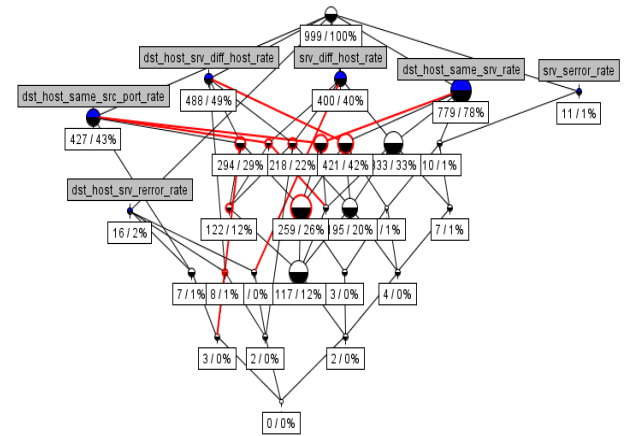 999 / 100%
dst_host_srv_diff_host_rate
srv_diff_host_rate
dst_host_same_srv_rate
srv_serror_rate
dst_host_same_src_port_rate
488 / 49%
400 / 40%
779 / 78%
11 / 1%
427 / 43%
294 / 29%
218 / 22%
421 / 42%
333 / 33%
10 / 1%
dst_host_srv_rerror_rate
16 / 2%
122 / 12%
259 / 26%
195 / 20%
/ 1%
7 / 1%
7 / 1%
8 / 1%
/ 0%
117 / 12%
3 / 0%
4 / 0%
3 / 0%
2 / 0%
2 / 0%
0 / 0%